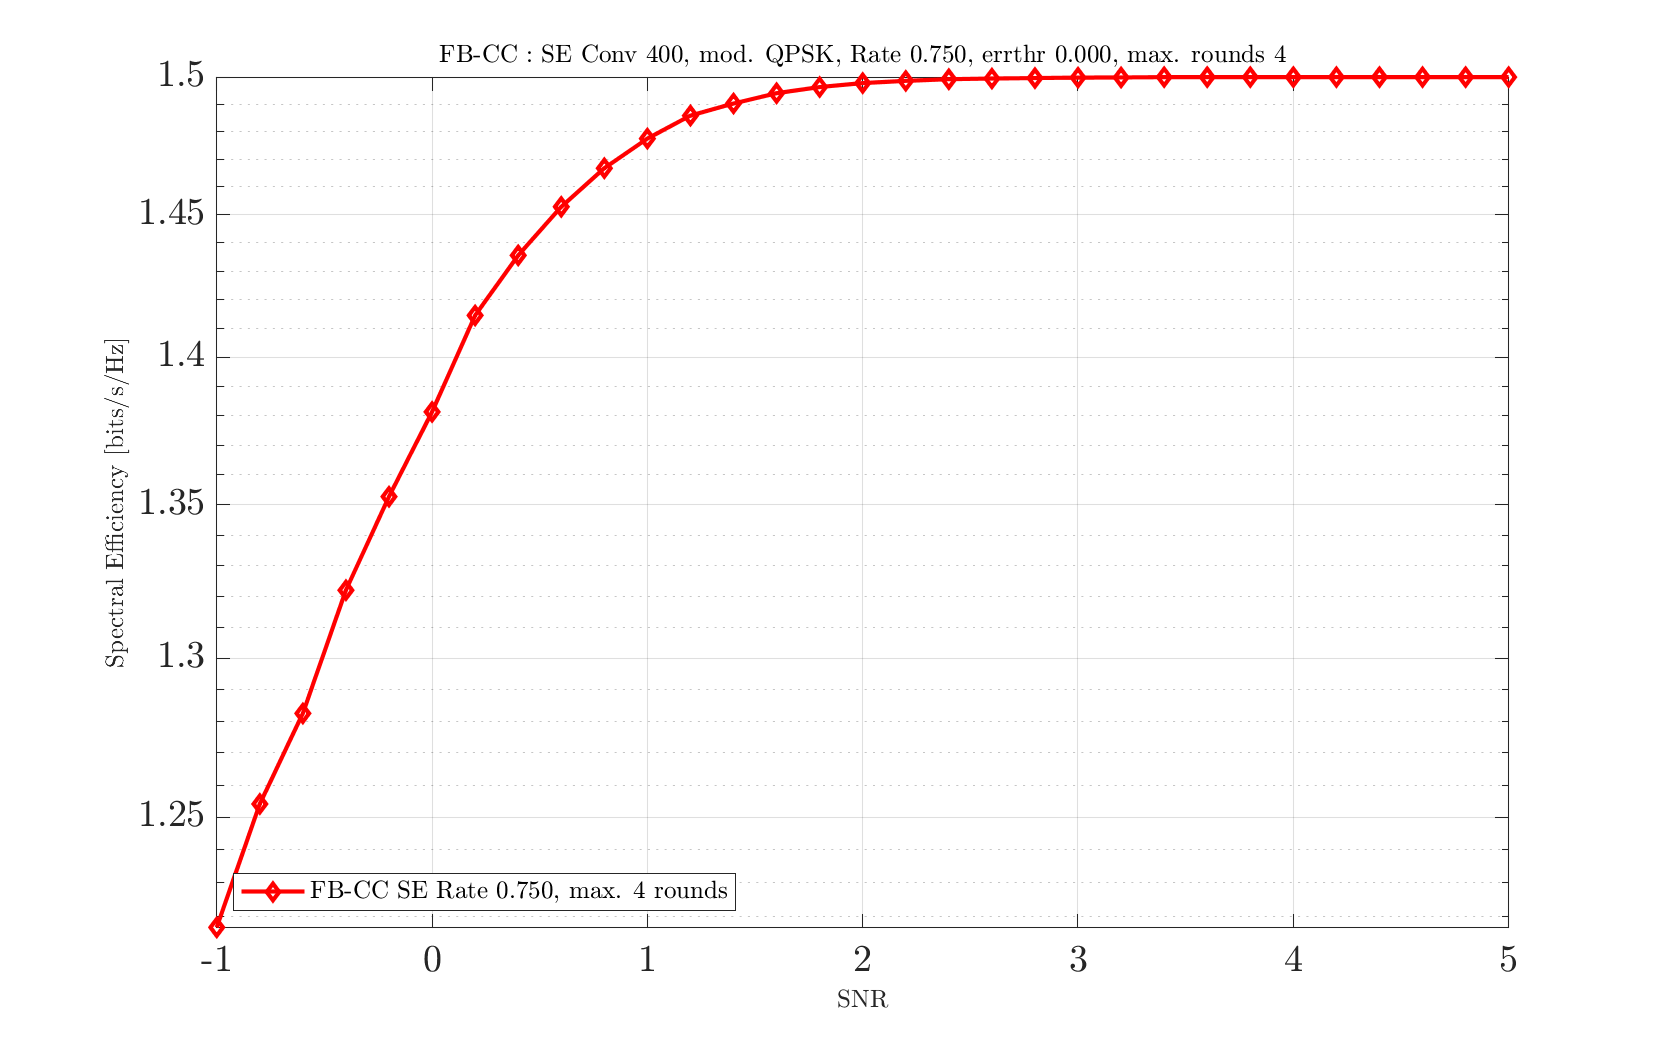 FB-CC : SE Conv 400, mod. QPSK, Rate 0.750, errthr 0.000, max. rounds 4
1.5
1.45
1.4
1.35
1.3
1.25
Spectral Efficiency [bits/s/Hz]
FB-CC SE Rate 0.750, max. 4 rounds
-1 0 1 2 3 4 5
SNR